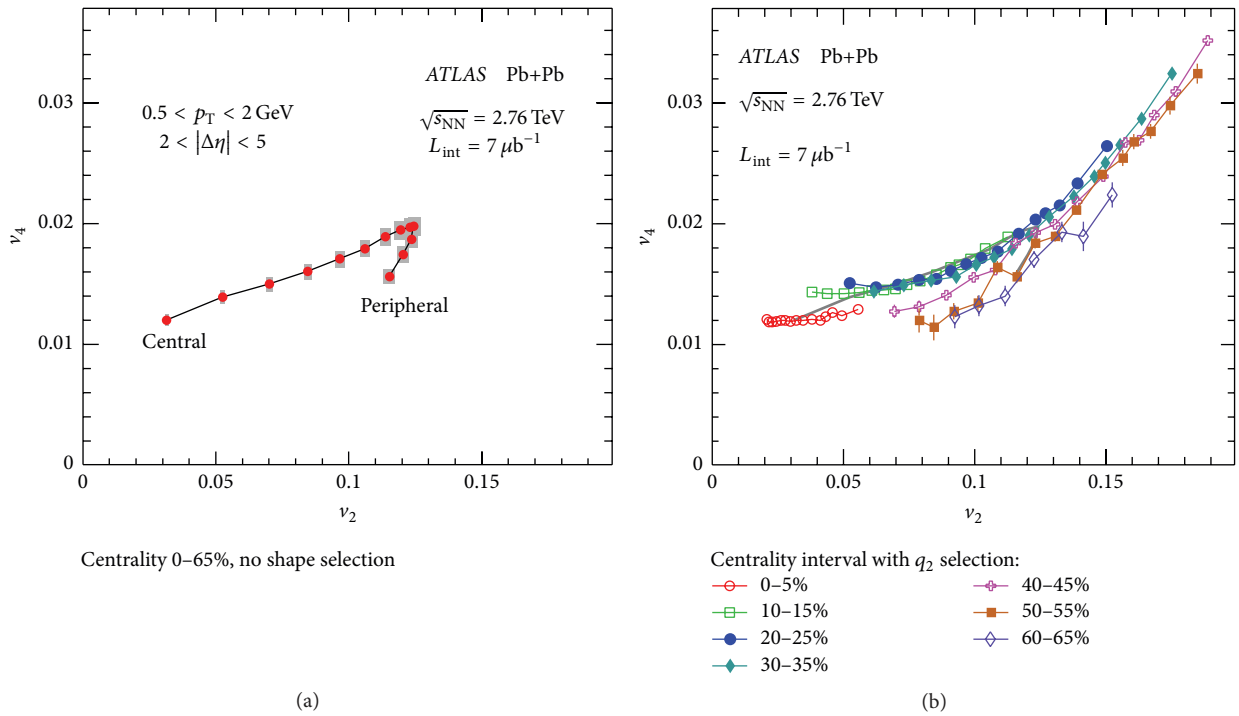 ATLAS Pb+Pb
0.5 < pT < 2 GeV
2 < |Δη| < 5
√sNN = 2.76 TeV
Lint = 7 μb−1
0.03
0.02
0.01
0
ν4
Central
Peripheral
0
0.05
0.1
0.15
ν2
Centrality 0–65%, no shape selection
(a)
ATLAS Pb+Pb
√sNN = 2.76 TeV
Lint = 7 μb−1
0.03
0.02
0.01
0
ν4
0
0.05
0.1
0.15
ν2
Centrality interval with q2 selection:
0–5%
10–15%
20–25%
30–35%
40–45%
50–55%
60–65%
(b)